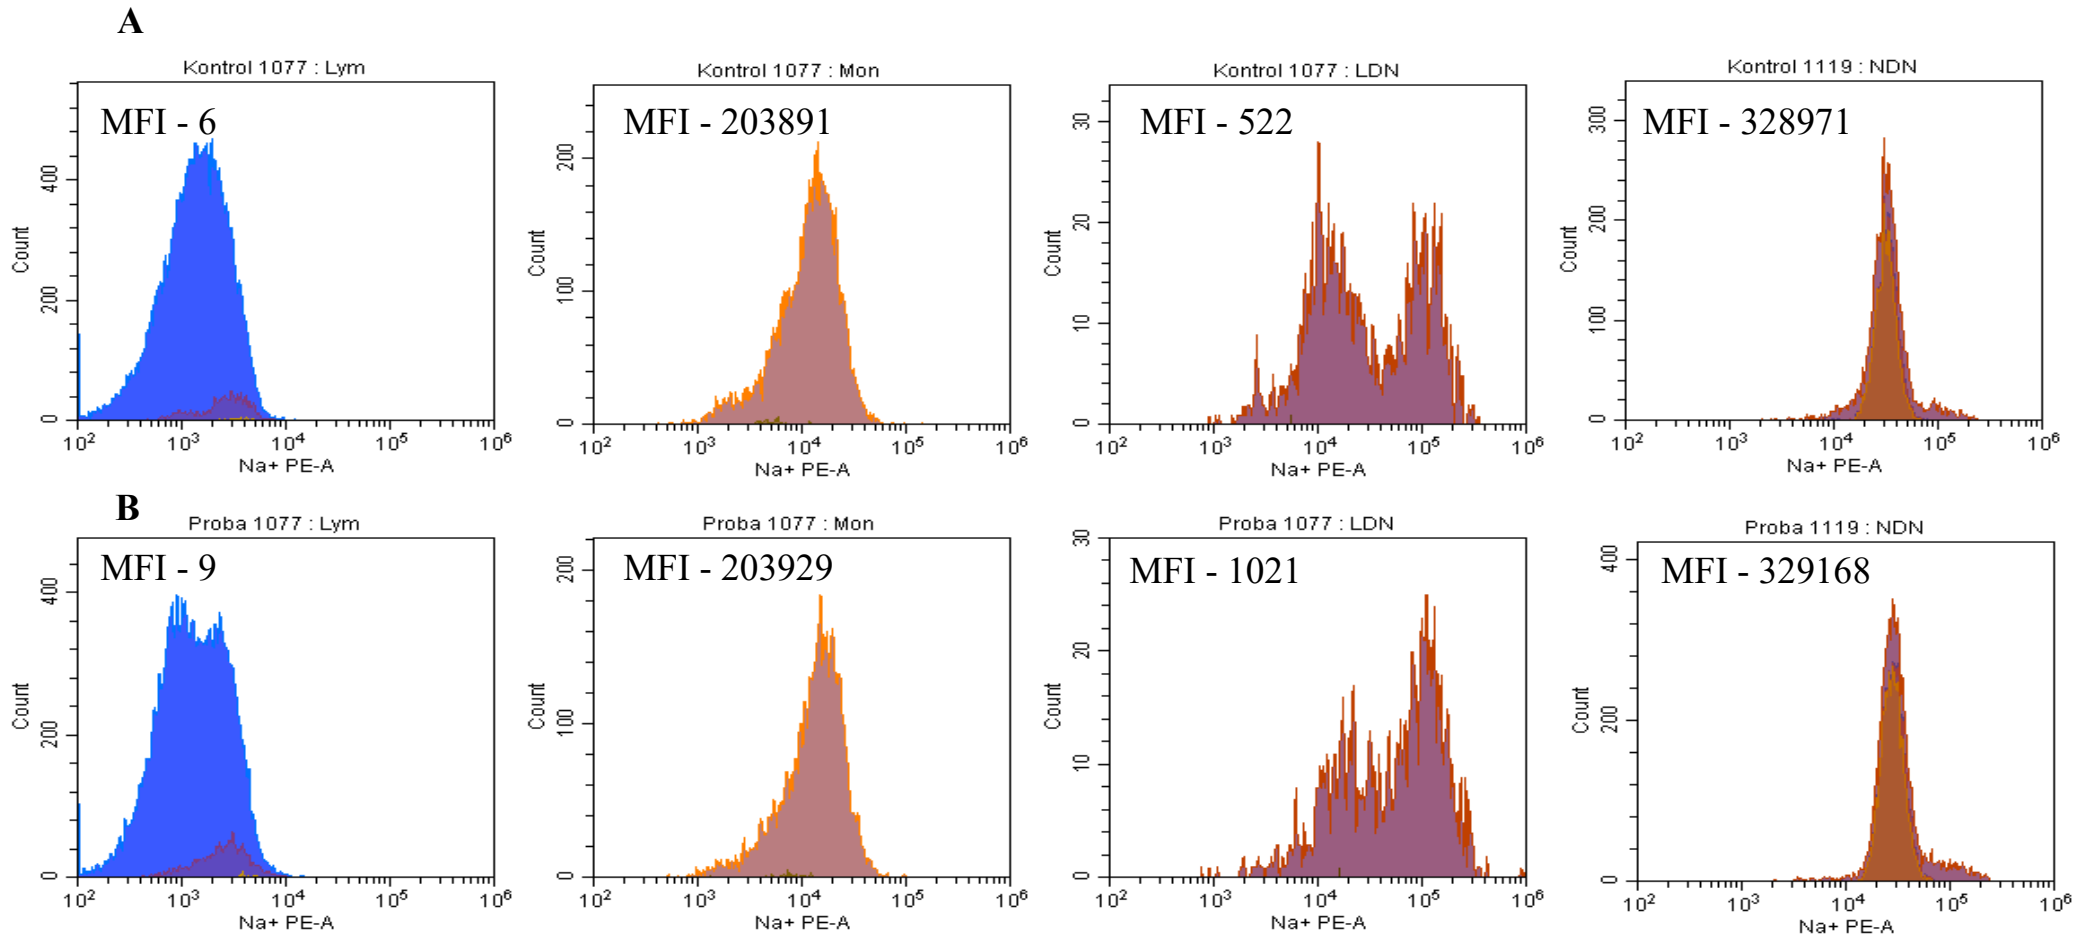 A
Kontrol 1077 : Lym
MFI - 6
Count
0
200
400
10²
10³
10⁴
10⁵
10⁶
Na+ PE-A
Kontrol 1077 : Mon
MFI - 203891
Count
0
100
200
10²
10³
10⁴
10⁵
10⁶
Na+ PE-A
Kontrol 1077 : LDN
MFI - 522
Count
0
10
20
30
10²
10³
10⁴
10⁵
10⁶
Na+ PE-A
Kontrol 1119 : NDN
MFI - 328971
Count
0
100
200
300
10²
10³
10⁴
10⁵
10⁶
Na+ PE-A
B
Proba 1077 : Lym
MFI - 9
Count
0
200
400
10²
10³
10⁴
10⁵
10⁶
Na+ PE-A
Proba 1077 : Mon
MFI - 203929
Count
0
100
200
10²
10³
10⁴
10⁵
10⁶
Na+ PE-A
Proba 1077 : LDN
MFI - 1021
Count
0
10
20
30
10²
10³
10⁴
10⁵
10⁶
Na+ PE-A
Proba 1119 : NDN
MFI - 329168
Count
0
200
400
10²
10³
10⁴
10⁵
10⁶
Na+ PE-A